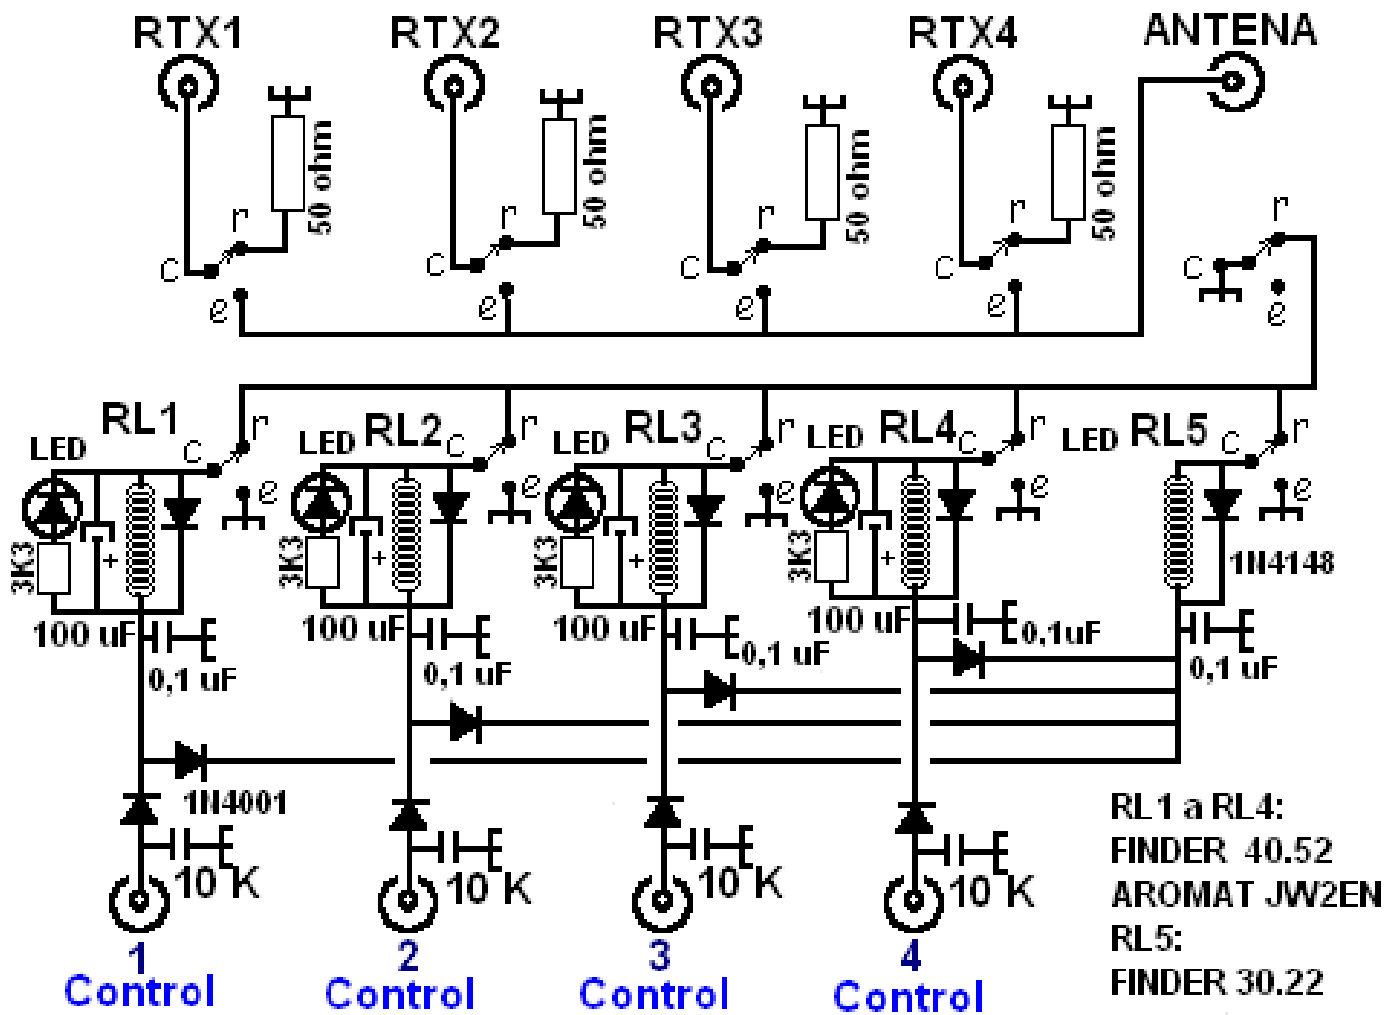 RTX1 RTX2 RTX3 RTX4 ANTENA
50 ohm 50 ohm 50 ohm 50 ohm
r r r r r
c c c c c
e e e e e
RL1 RL2 RL3 RL4 RL5
LED LED LED LED LED
c r c r c r c r c r
e e e e e
3K3 3K3 3K3 3K3
+ + + +
1N4148
100 uF 100 uF 100 uF 100 uF
0,1 uF 0,1 uF 0,1 uF 0,1uF 0,1 uF
1N4001
10 K 10 K 10 K 10 K
1 2 3 4
Control Control Control Control
RL1 a RL4:
FINDER 40.52
AROMAT JW2EN
RL5:
FINDER 30.22